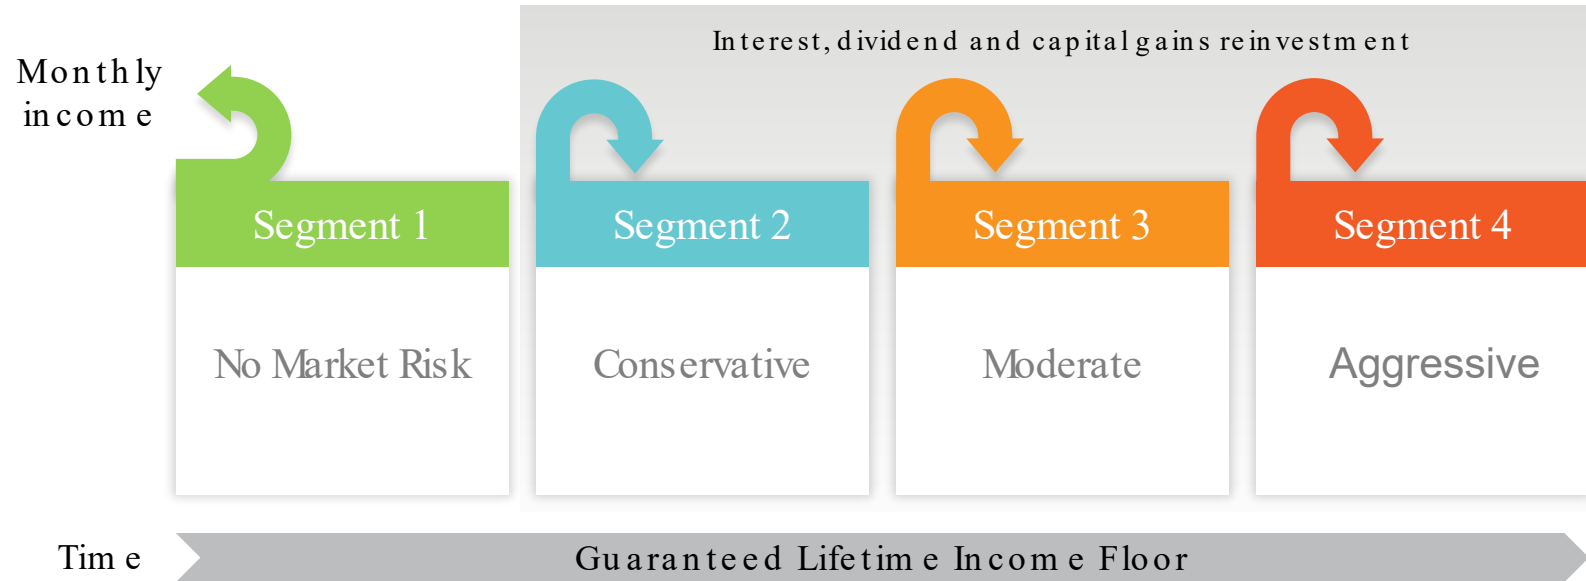 Interest, dividend and capital gains reinvestment
Monthly
income
Segment 1
Segment 2
Segment 3
Segment 4
No Market Risk
Conservative
Moderate
Aggressive
Time
Guaranteed Lifetime Income Floor